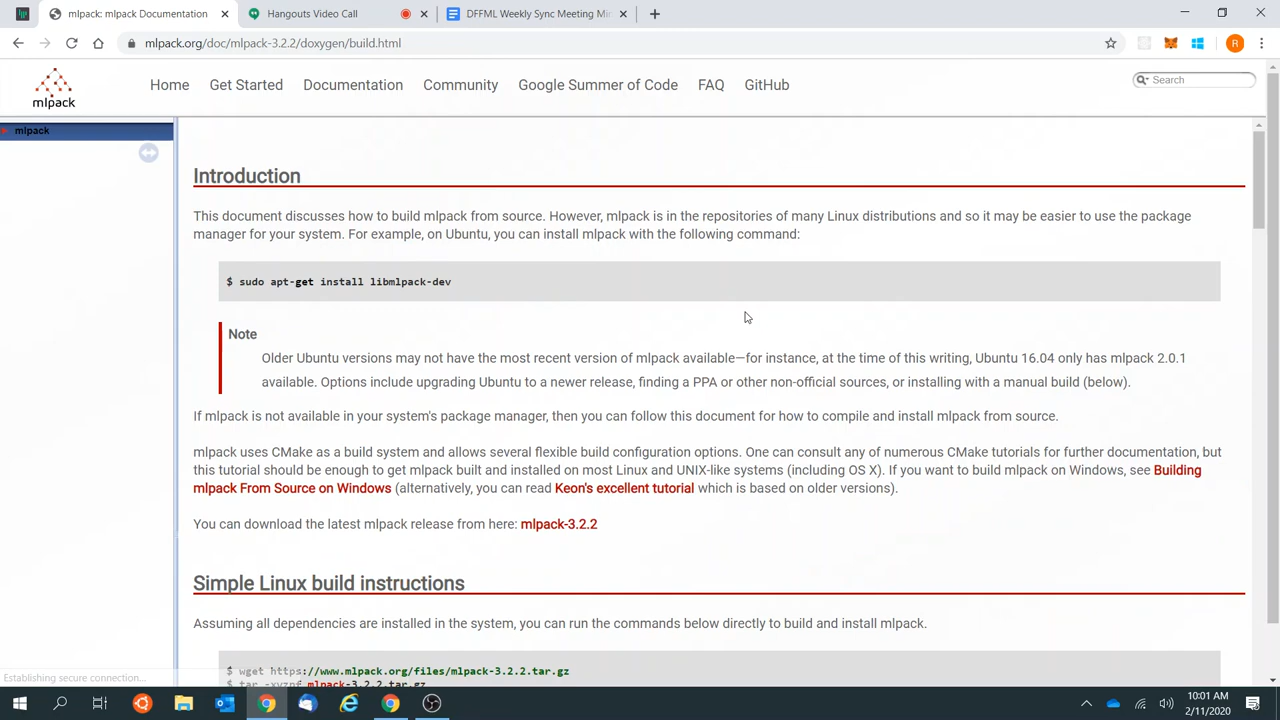 mlpack: mlpack Documentation
Hangouts Video Call
DFFML Weekly Sync Meeting Min
mlpack.org/doc/mlpack-3.2.2/doxygen/build.html
R
mlpack
Home Get Started Documentation Community Google Summer of Code FAQ GitHub
Search
mlpack
Introduction
This document discusses how to build mlpack from source. However, mlpack is in the repositories of many Linux distributions and so it may be easier to use the package
manager for your system. For example, on Ubuntu, you can install mlpack with the following command:
$ sudo apt-get install libmlpack-dev
Note
Older Ubuntu versions may not have the most recent version of mlpack available—for instance, at the time of this writing, Ubuntu 16.04 only has mlpack 2.0.1
available. Options include upgrading Ubuntu to a newer release, finding a PPA or other non-official sources, or installing with a manual build (below).
If mlpack is not available in your system's package manager, then you can follow this document for how to compile and install mlpack from source.
mlpack uses CMake as a build system and allows several flexible build configuration options. One can consult any of numerous CMake tutorials for further documentation, but
this tutorial should be enough to get mlpack built and installed on most Linux and UNIX-like systems (including OS X). If you want to build mlpack on Windows, see Building
mlpack From Source on Windows (alternatively, you can read Keon's excellent tutorial which is based on older versions).
You can download the latest mlpack release from here: mlpack-3.2.2
Simple Linux build instructions
Assuming all dependencies are installed in the system, you can run the commands below directly to build and install mlpack.
$ wget https://www.mlpack.org/files/mlpack-3.2.2.tar.gz
$ tar -xvzpf mlpack-3.2.2.tar.gz
Establishing secure connection...
10:01 AM
2/11/2020